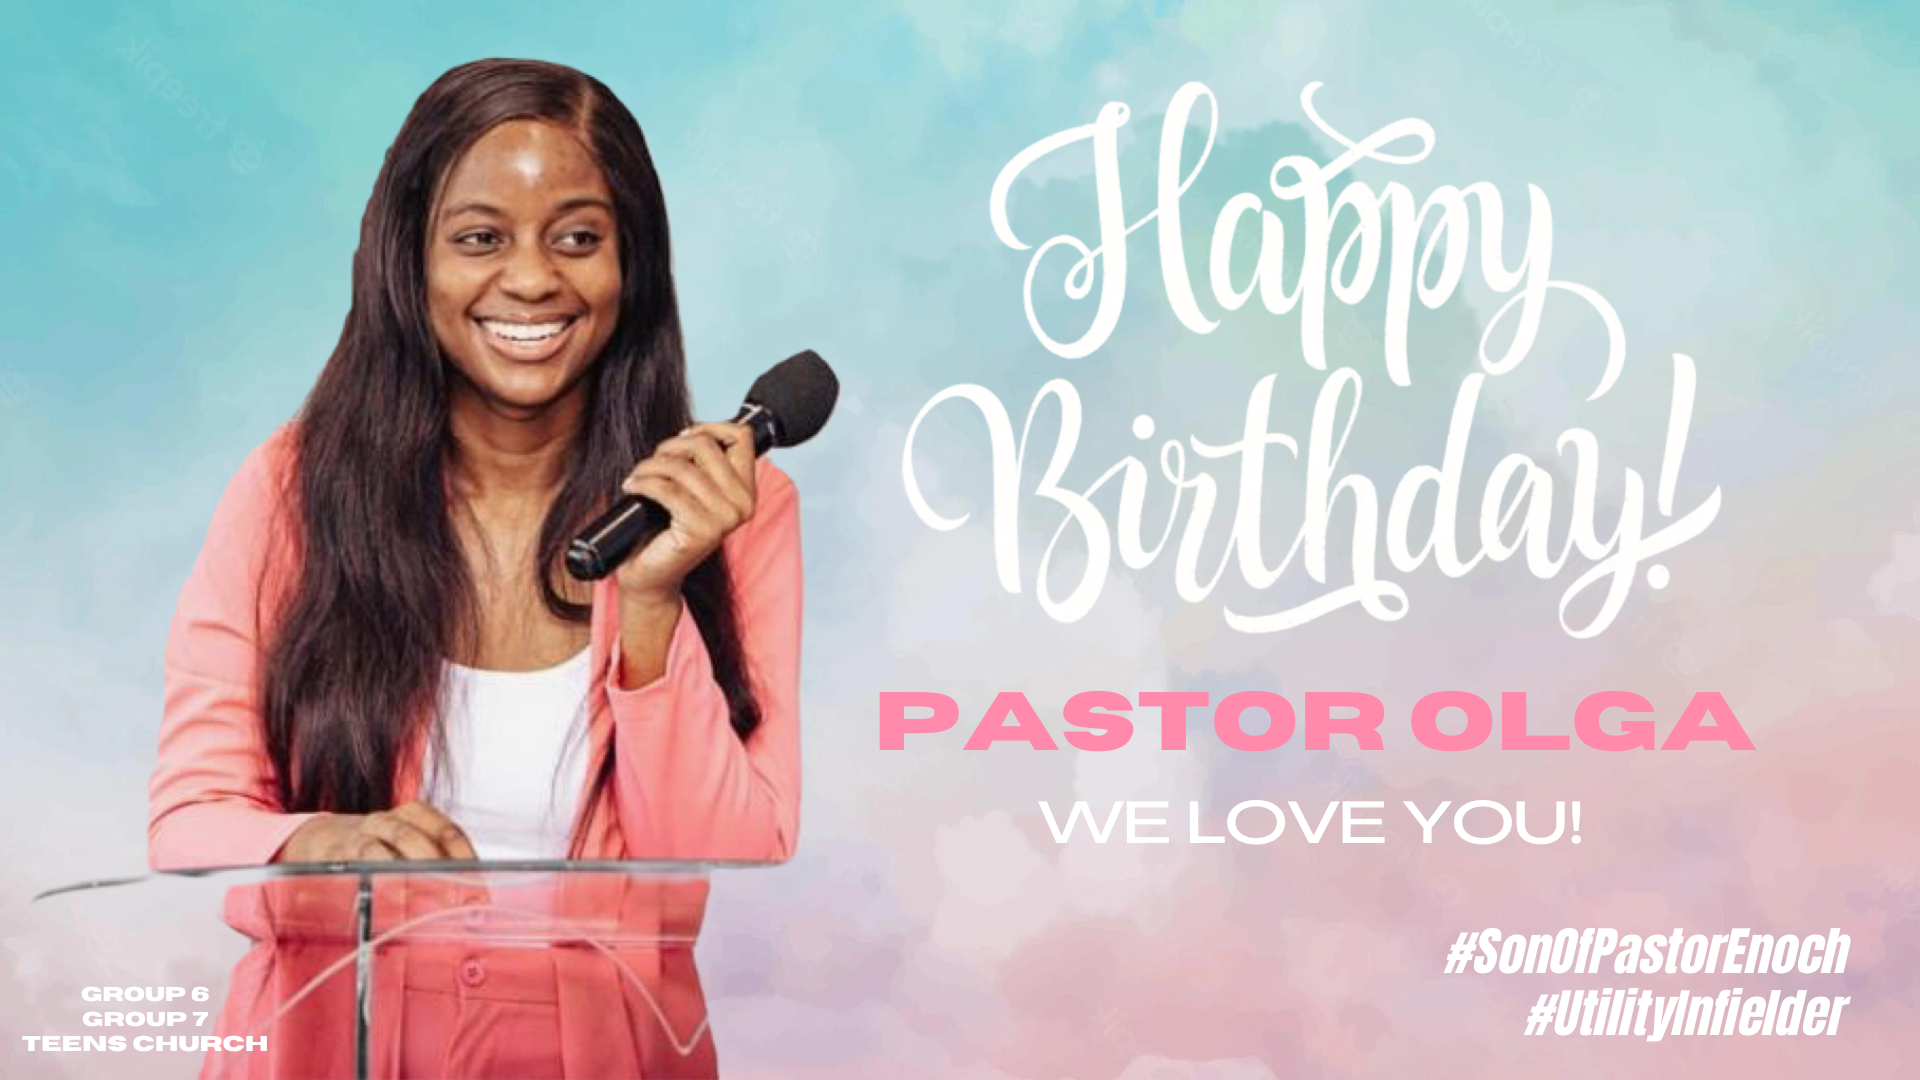 Happy
Birthday!
PASTOR OLGA
WE LOVE YOU!
#SonOfPastorEnoch
#UtilityInfielder
GROUP 6
GROUP 7
TEENS CHURCH